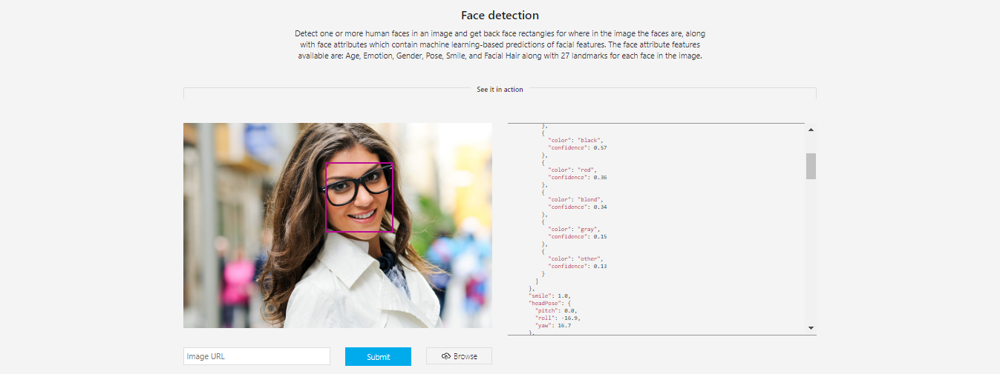 Face detection
Detect one or more human faces in an image and get back face rectangles for where in the image the faces are, along
with face attributes which contain machine learning-based predictions of facial features. The face attribute features
available are: Age, Emotion, Gender, Pose, Smile, and Facial Hair along with 27 landmarks for each face in the image.
See it in action
},
{
"color": "black",
"confidence": 0.57
},
{
"color": "red",
"confidence": 0.36
},
{
"color": "blond",
"confidence": 0.34
},
{
"color": "gray",
"confidence": 0.15
},
{
"color": "other",
"confidence": 0.13
}
]
},
"smile": 1.0,
"headPose": {
"pitch": 0.0,
"roll": -16.9,
"yaw": 16.7
},
Image URL
Submit
Browse